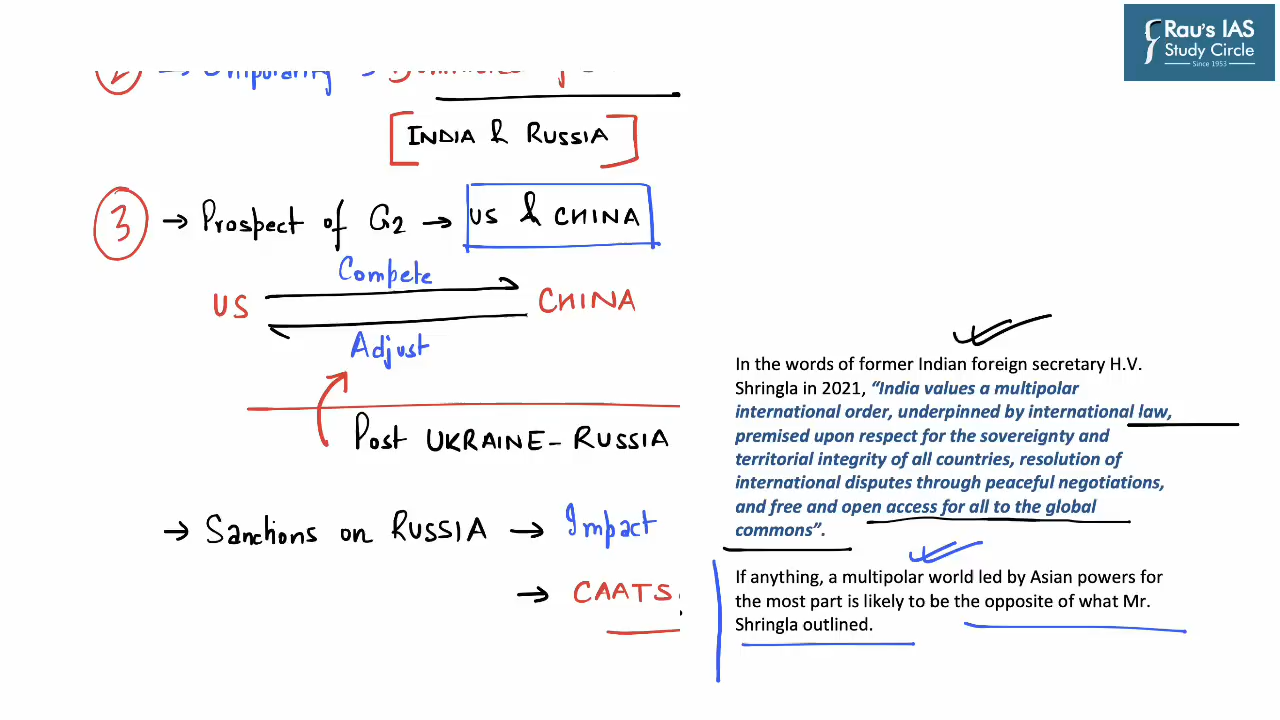 Rau's IAS
Study Circle
Since 1953
② → Unipolarity →
[INDIA & RUSSIA]
③ → Prospect of G2 → US & CHINA
Compete
US CHINA
Adjust
Post UKRAINE-RUSSIA
→ Sanctions on RUSSIA → Impact
→ CAATS
In the words of former Indian foreign secretary H.V.
Shringla in 2021, “India values a multipolar
international order, underpinned by international law,
premised upon respect for the sovereignty and
territorial integrity of all countries, resolution of
international disputes through peaceful negotiations,
and free and open access for all to the global
commons”.
If anything, a multipolar world led by Asian powers for
the most part is likely to be the opposite of what Mr.
Shringla outlined.